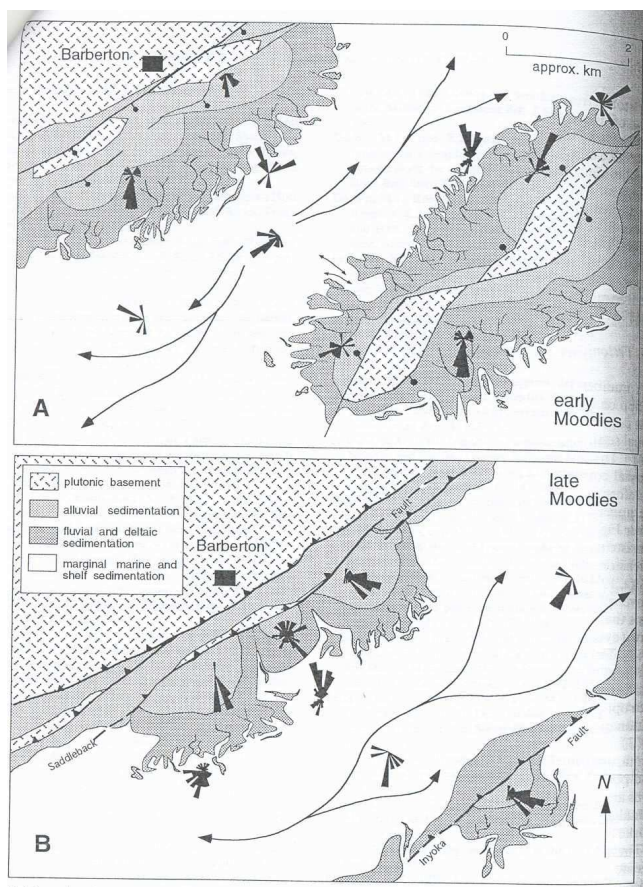 Barberton
0 2
approx. km
A
early
Moodies
plutonic basement
alluvial sedimentation
fluvial and deltaic
sedimentation
marginal marine and
shelf sedimentation
late
Moodies
Fault
Barberton
Saddleback
Fault
Inyoka
N
B